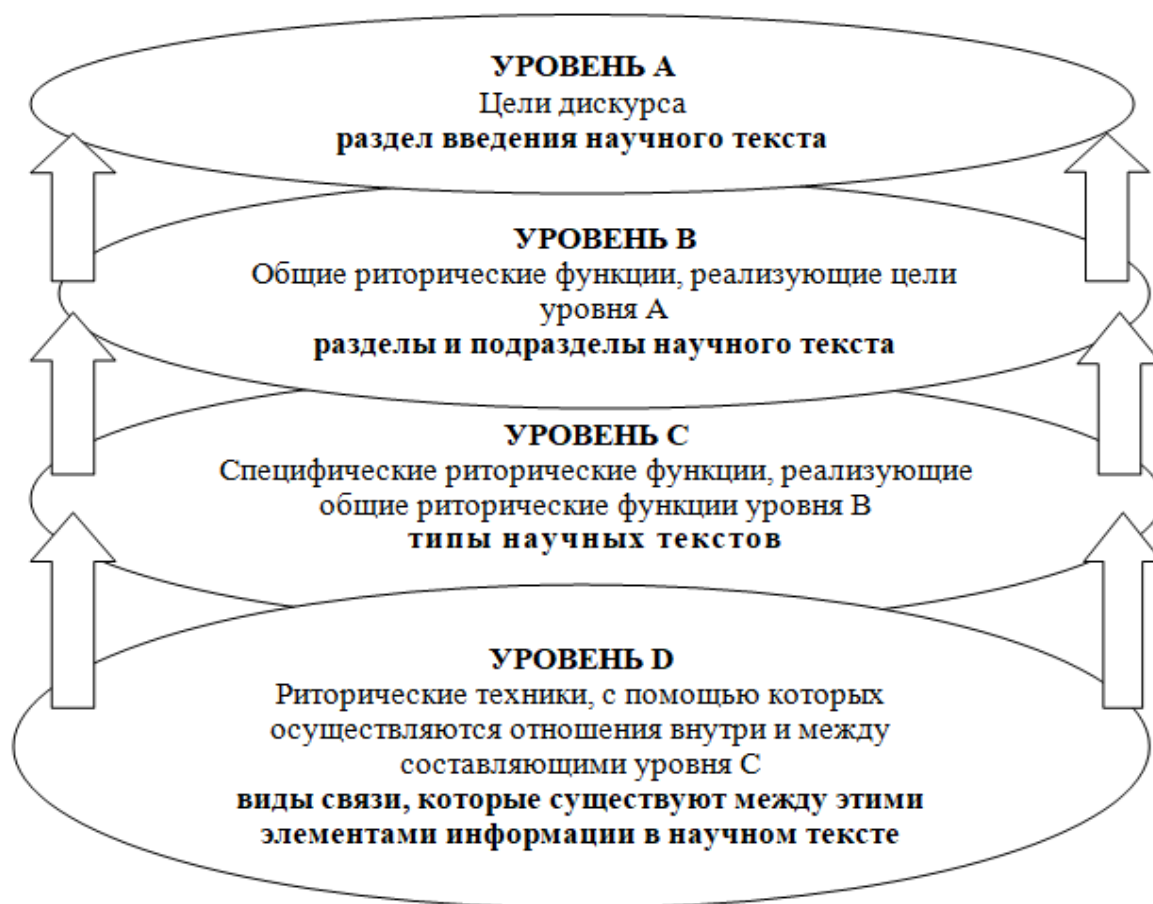 УРОВЕНЬ A
Цели дискурса
раздел введения научного текста
УРОВЕНЬ B
Общие риторические функции, реализующие цели
уровня A
разделы и подразделы научного текста
УРОВЕНЬ C
Специфические риторические функции, реализующие
общие риторические функции уровня B
типы научных текстов
УРОВЕНЬ D
Риторические техники, с помощью которых
осуществляются отношения внутри и между
составляющими уровня C
виды связи, которые существуют между этими
элементами информации в научном тексте